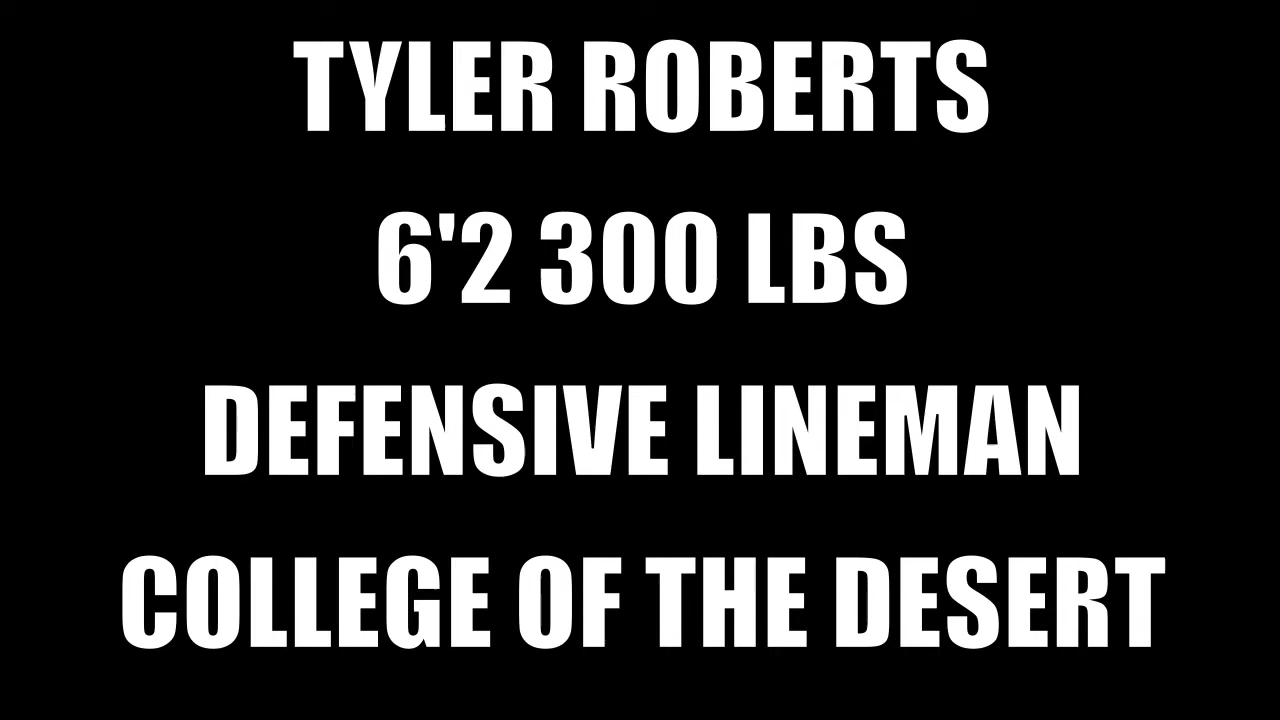 TYLER ROBERTS
6'2 300 LBS
DEFENSIVE LINEMAN
COLLEGE OF THE DESERT